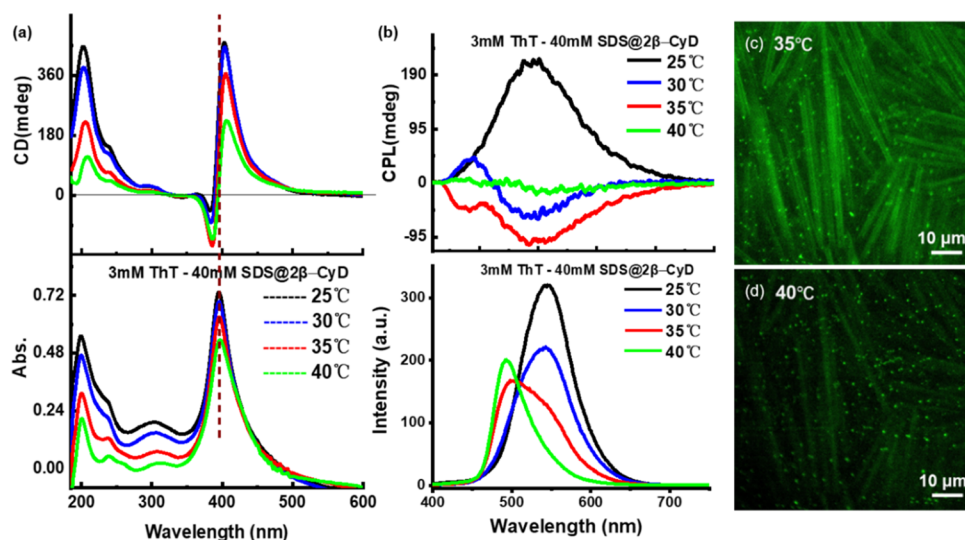 (a)
CD(mdeg)
360
180
0
3mM ThT - 40mM SDS@2β-CyD
25℃
30℃
35℃
40℃
Abs.
0.72
0.48
0.24
0.00
200 300 400 500 600
Wavelength (nm)
(b)
3mM ThT - 40mM SDS@2β-CyD
25℃
30℃
35℃
40℃
CPL(mdeg)
190
95
0
-95
3mM ThT - 40mM SDS@2β-CyD
25℃
30℃
35℃
40℃
Intensity (a.u.)
300
200
100
0
400 500 600 700
Wavelength (nm)
(c) 35℃
10 μm
(d) 40℃
10 μm